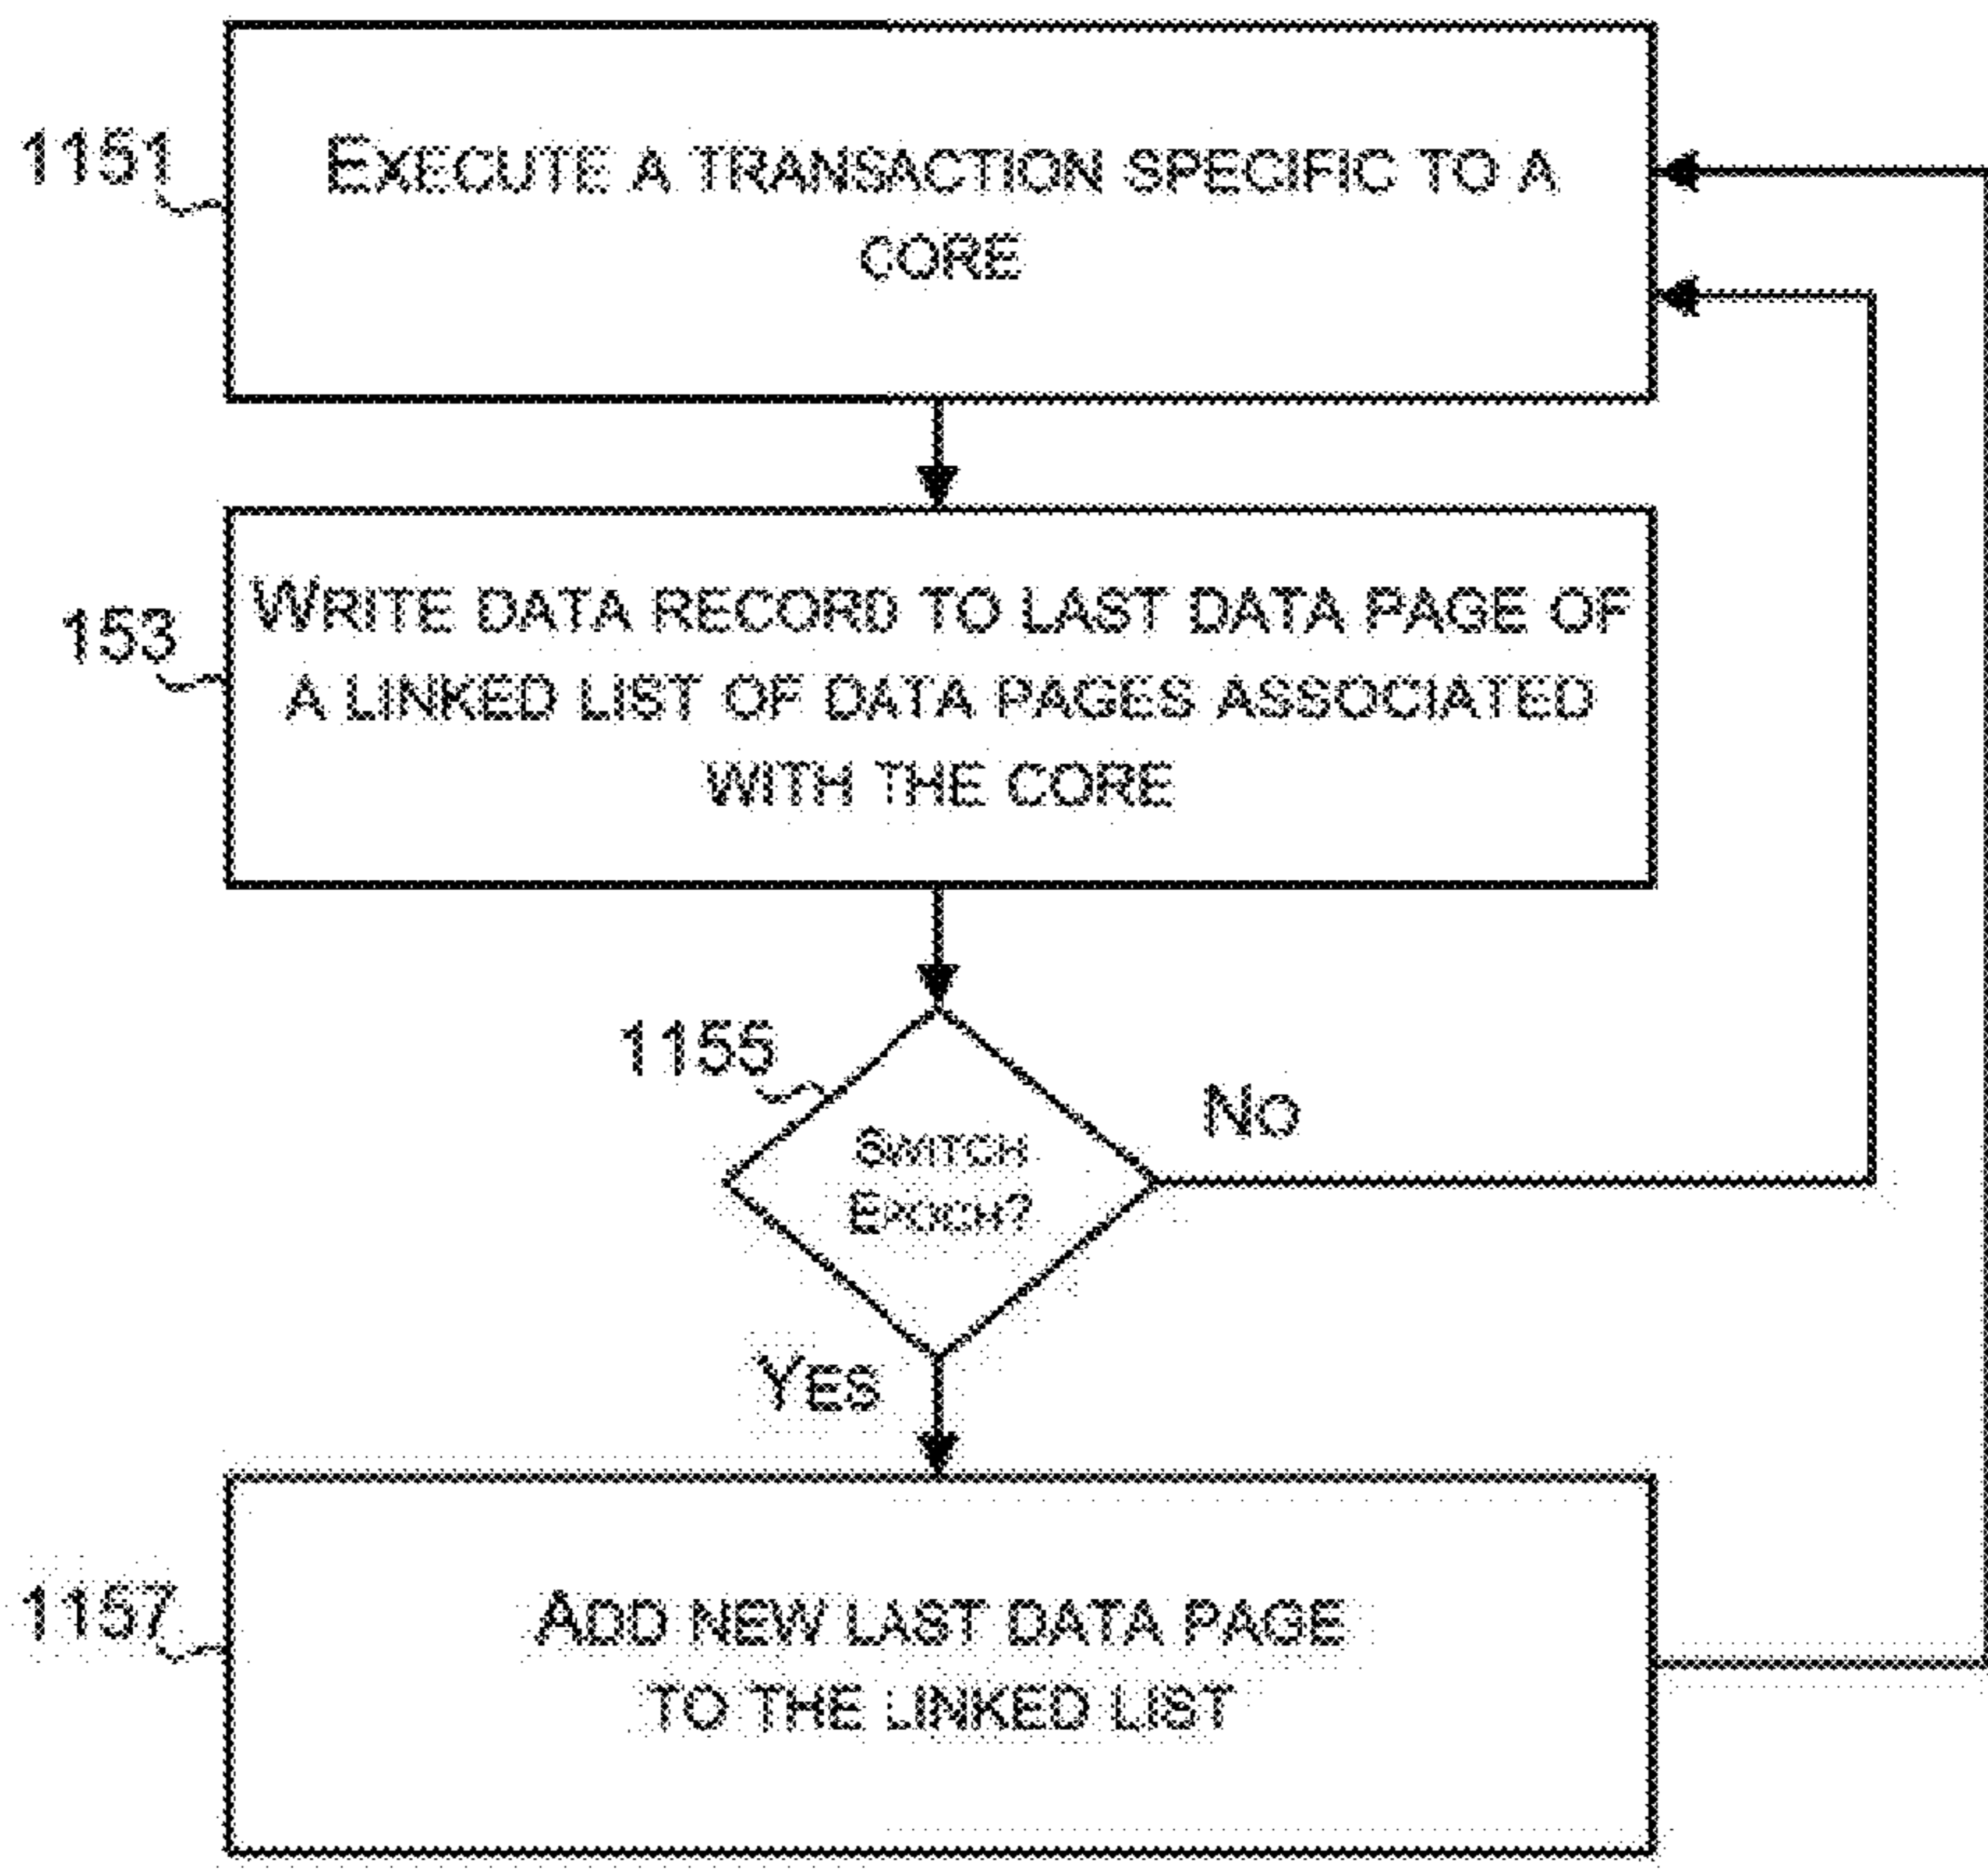 1151
EXECUTE A TRANSACTION SPECIFIC TO A
CORE
153
WRITE DATA RECORD TO LAST DATA PAGE OF
A LINKED LIST OF DATA PAGES ASSOCIATED
WITH THE CORE
1155
SWITCH
EPOCH?
NO
YES
1157
ADD NEW LAST DATA PAGE
TO THE LINKED LIST